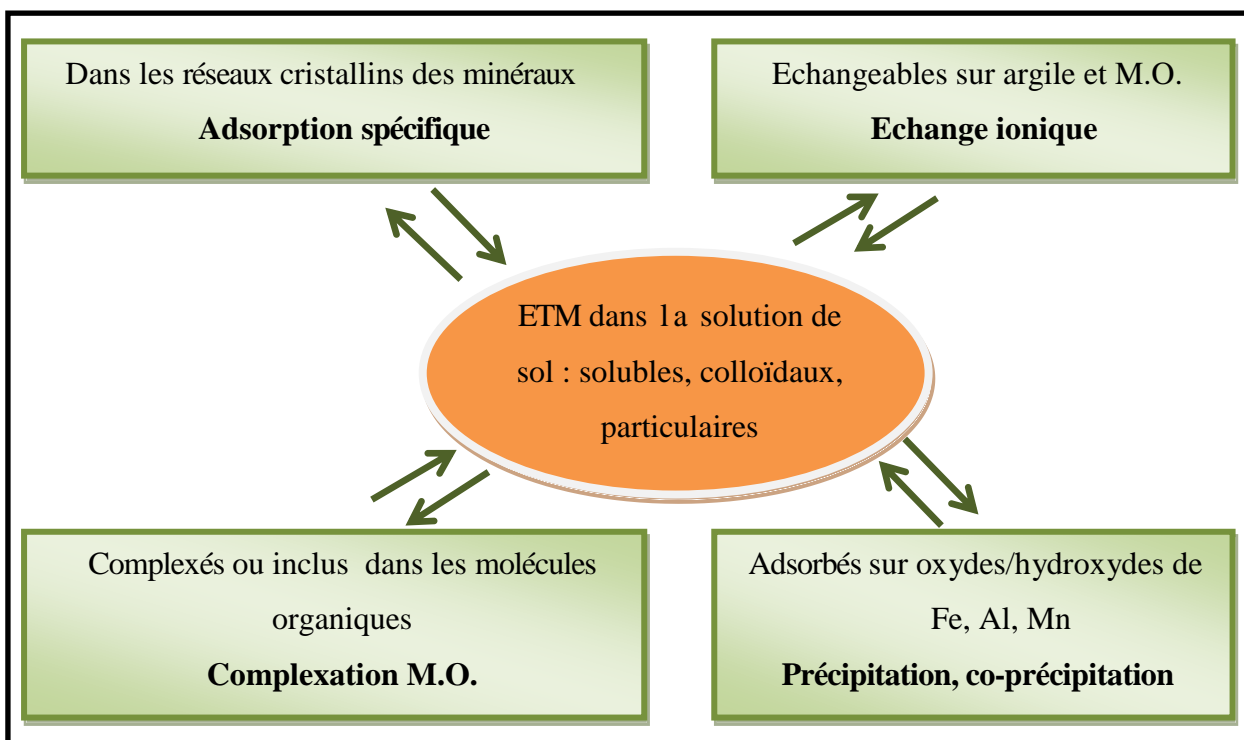 Dans les réseaux cristallins des minéraux
Adsorption spécifique
Echangeables sur argile et M.O.
Echange ionique
ETM dans la solution de
sol : solubles, colloïdaux,
particulaires
Complexés ou inclus dans les molécules
organiques
Complexation M.O.
Adsorbés sur oxydes/hydroxydes de
Fe, Al, Mn
Précipitation, co-précipitation